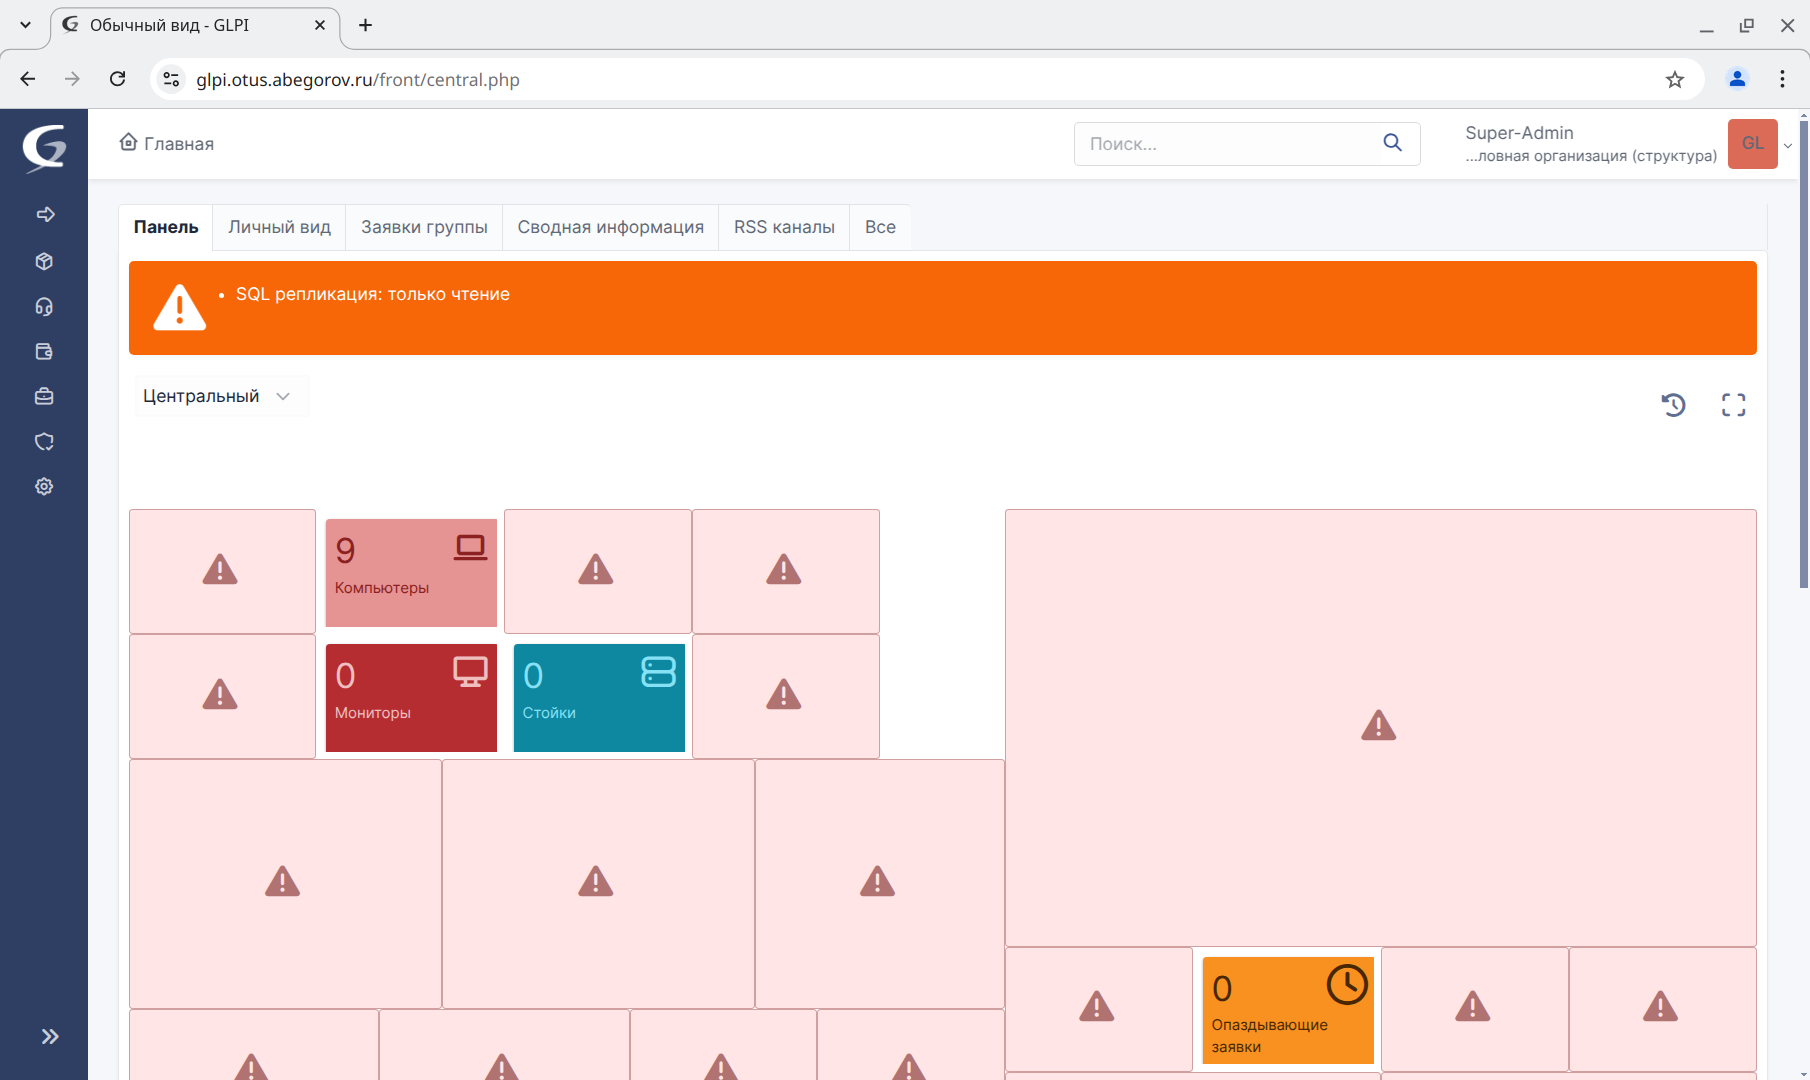 Обычный вид - GLPI
glpi.otus.abegorov.ru/front/central.php
Главная
Поиск...
Super-Admin
...ловная организация (структура)
GL
Панель
Личный вид
Заявки группы
Сводная информация
RSS каналы
Все
• SQL репликация: только чтение
Центральный
9
Компьютеры
0
Мониторы
0
Стойки
0
Опаздывающие
заявки